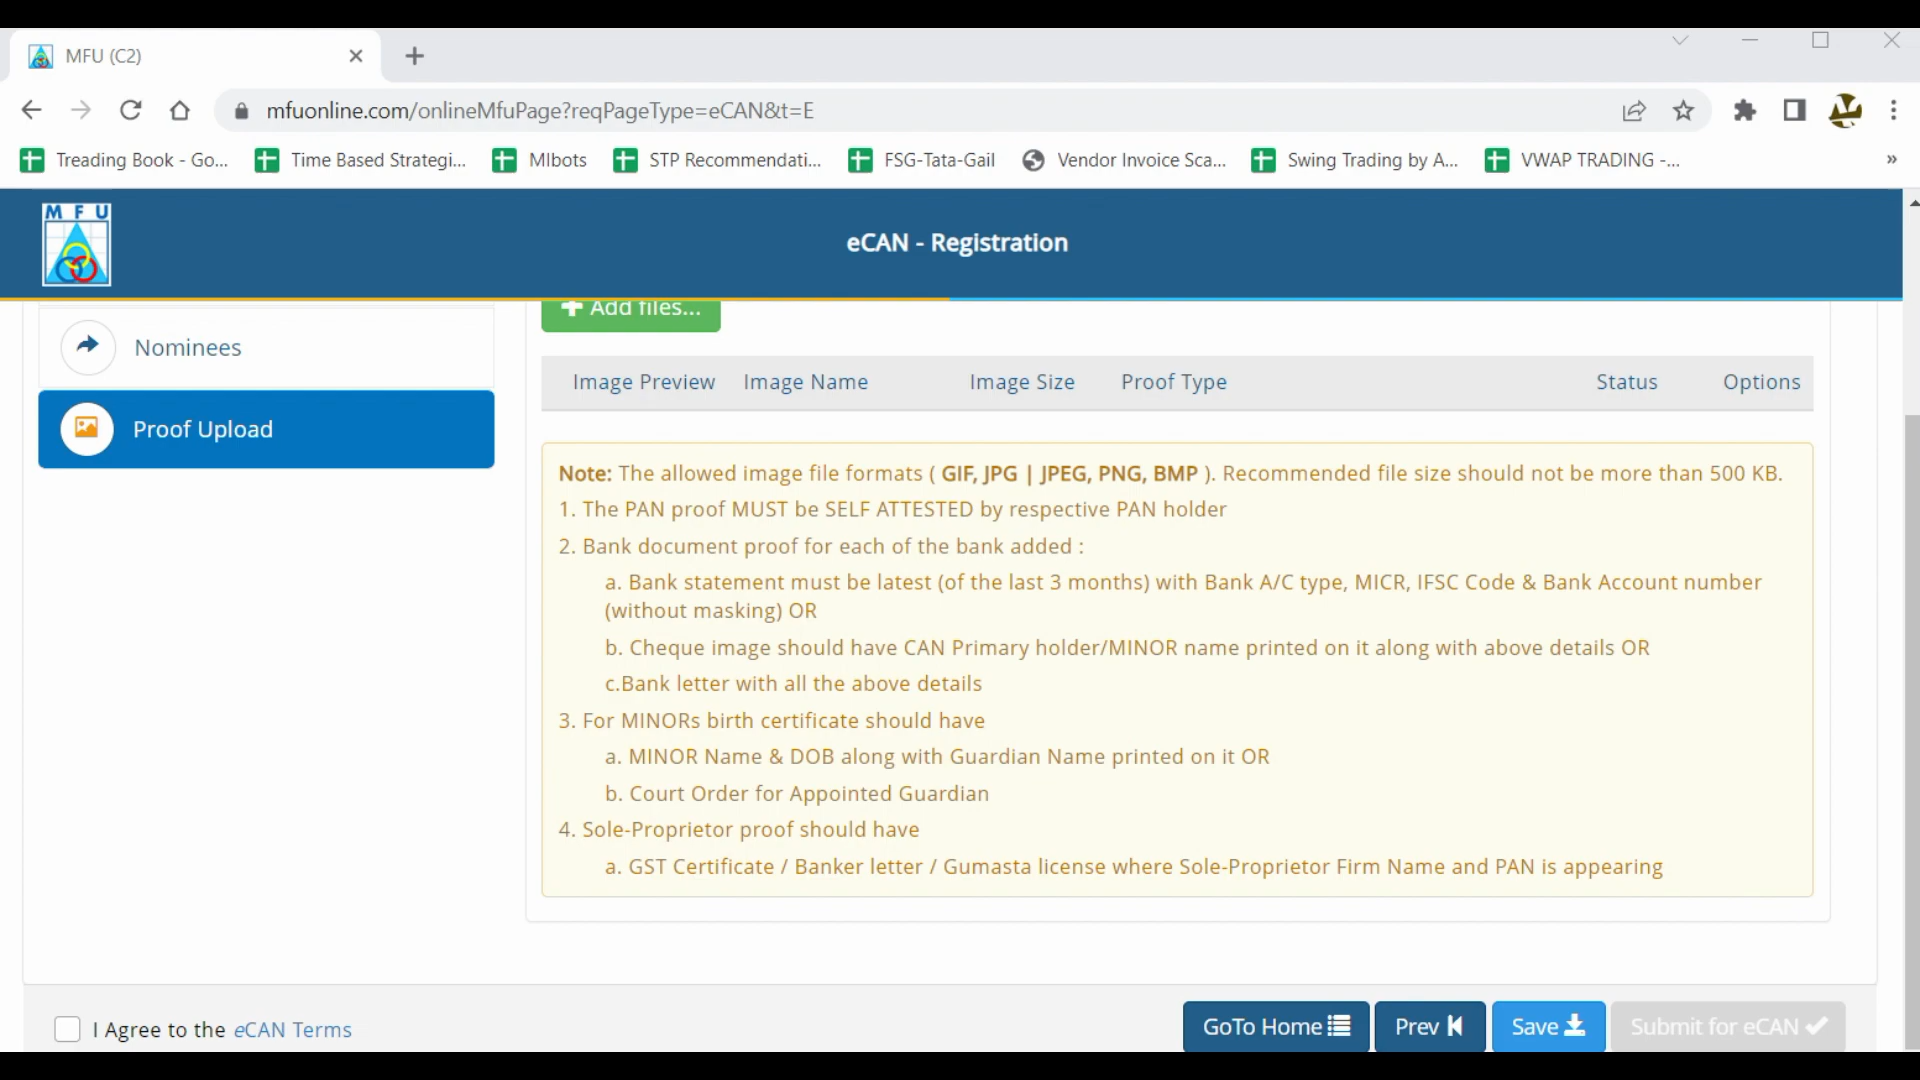 MFU (C2)
mfuonline.com/onlineMfuPage?reqPageType=eCAN&t=E
Treading Book - Go... Time Based Strategi... MIbots STP Recommendati... FSG-Tata-Gail Vendor Invoice Sca... Swing Trading by A... VWAP TRADING -... »
M F U
eCAN - Registration
Add files...
Nominees
Proof Upload
Image Preview Image Name Image Size Proof Type Status Options
Note: The allowed image file formats ( GIF, JPG | JPEG, PNG, BMP ). Recommended file size should not be more than 500 KB.
1. The PAN proof MUST be SELF ATTESTED by respective PAN holder
2. Bank document proof for each of the bank added :
a. Bank statement must be latest (of the last 3 months) with Bank A/C type, MICR, IFSC Code & Bank Account number
(without masking) OR
b. Cheque image should have CAN Primary holder/MINOR name printed on it along with above details OR
c.Bank letter with all the above details
3. For MINORs birth certificate should have
a. MINOR Name & DOB along with Guardian Name printed on it OR
b. Court Order for Appointed Guardian
4. Sole-Proprietor proof should have
a. GST Certificate / Banker letter / Gumasta license where Sole-Proprietor Firm Name and PAN is appearing
I Agree to the eCAN Terms
GoTo Home Prev Save Submit for eCAN